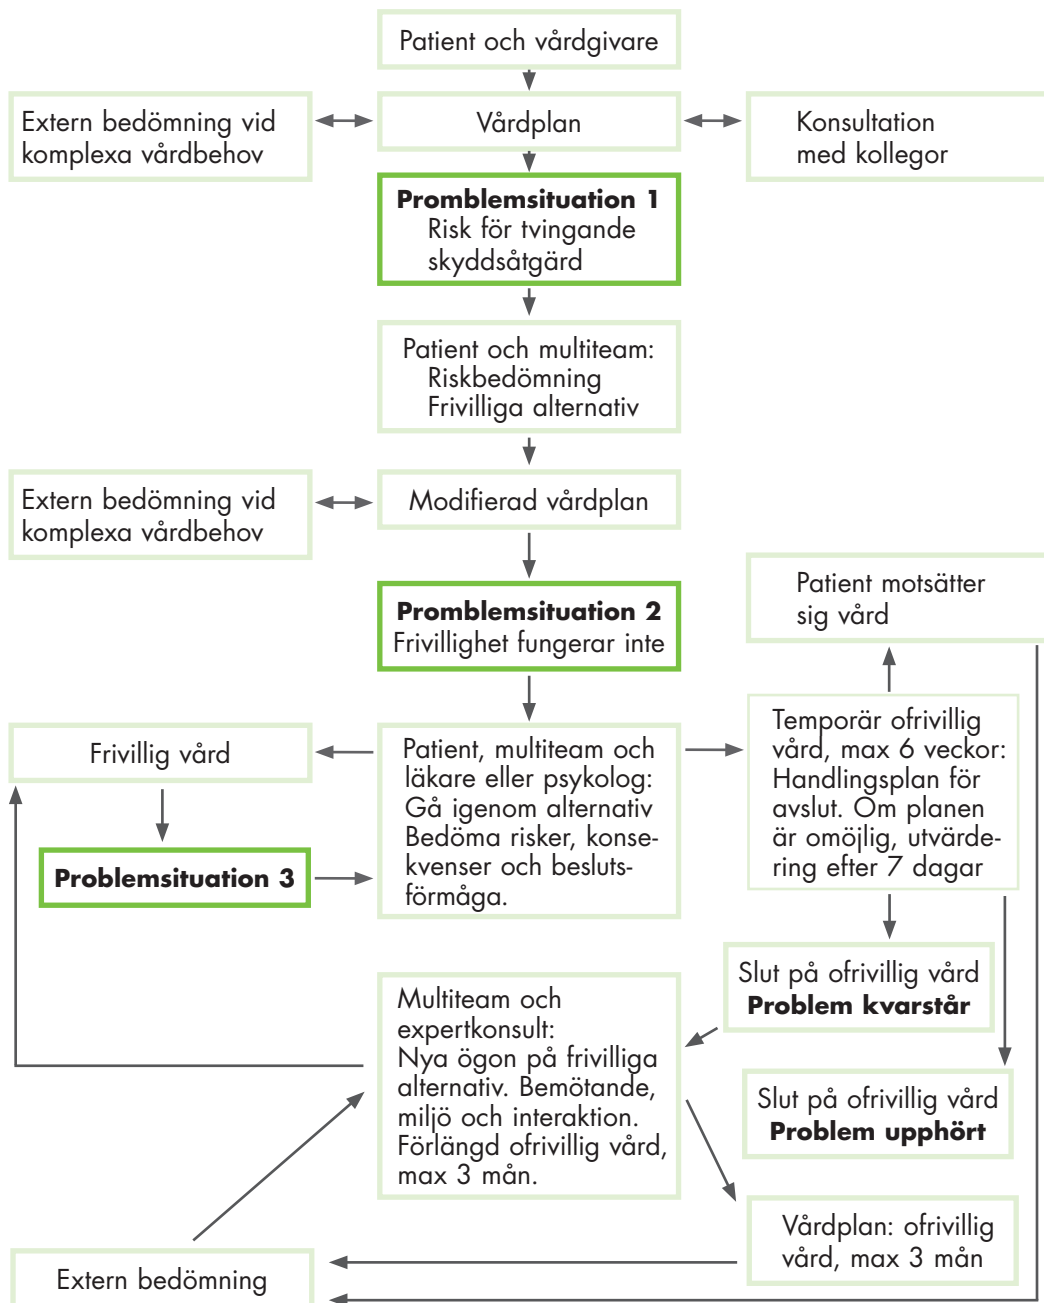 Patient och vårdgivare
Extern bedömning vid
komplexa vårdbehov
Vårdplan
Konsultation
med kollegor
Promblemsituation 1
Risk för tvingande
skyddsåtgärd
Patient och multiteam:
Riskbedömning
Frivilliga alternativ
Extern bedömning vid
komplexa vårdbehov
Modifierad vårdplan
Promblemsituation 2
Frivillighet fungerar inte
Patient motsätter
sig vård
Frivillig vård
Patient, multiteam och
läkare eller psykolog:
Gå igenom alternativ
Bedöma risker, konse-
kvenser och besluts-
förmåga.
Temporär ofrivillig
vård, max 6 veckor:
Handlingsplan för
avslut. Om planen
är omöjlig, utvärde-
ring efter 7 dagar
Problemsituation 3
Slut på ofrivillig vård
Problem kvarstår
Multiteam och
expertkonsult:
Nya ögon på frivilliga
alternativ. Bemötande,
miljö och interaktion.
Förlängd ofrivillig vård,
max 3 mån.
Slut på ofrivillig vård
Problem upphört
Vårdplan: ofrivillig
vård, max 3 mån
Extern bedömning